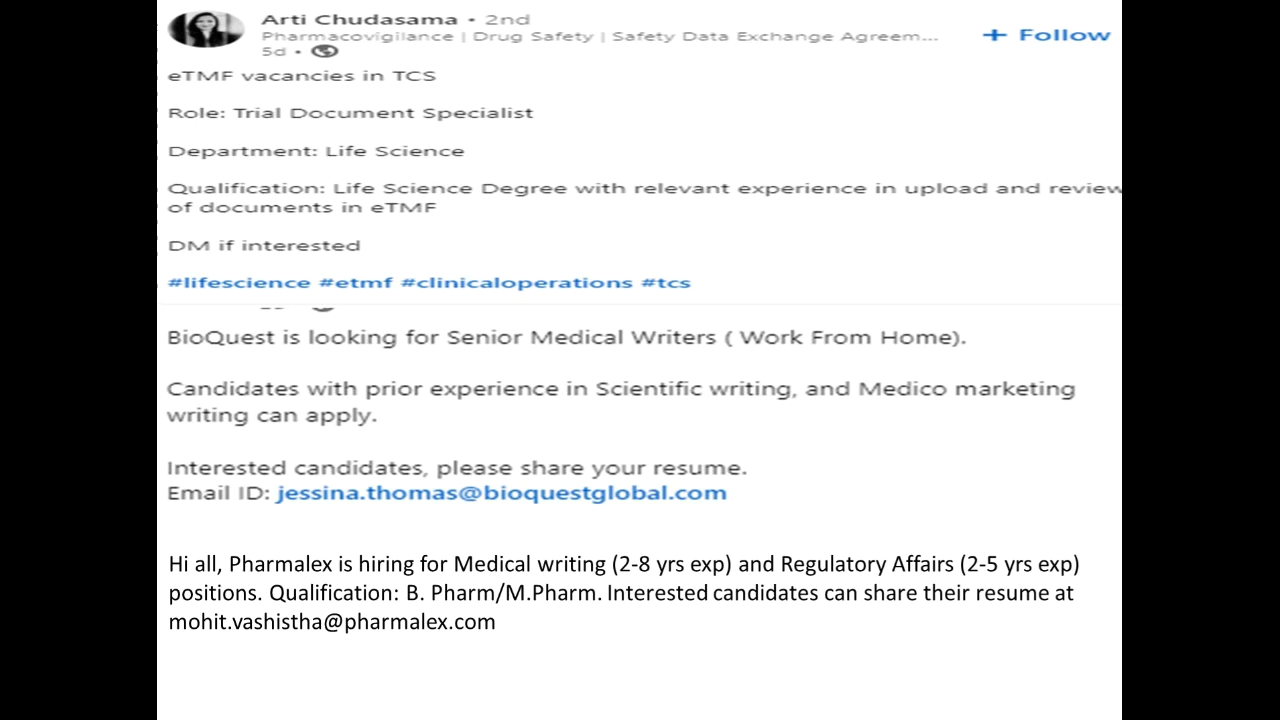 Arti Chudasama • 2nd
Pharmacovigilance | Drug Safety | Safety Data Exchange Agreem...
+ Follow
5d •
eTMF vacancies in TCS
Role: Trial Document Specialist
Department: Life Science
Qualification: Life Science Degree with relevant experience in upload and review
of documents in eTMF
DM if interested
#lifescience #etmf #clinicaloperations #tcs
BioQuest is looking for Senior Medical Writers ( Work From Home).
Candidates with prior experience in Scientific writing, and Medico marketing
writing can apply.
Interested candidates, please share your resume.
Email ID: jessina.thomas@bioquestglobal.com
Hi all, Pharmalex is hiring for Medical writing (2-8 yrs exp) and Regulatory Affairs (2-5 yrs exp)
positions. Qualification: B. Pharm/M.Pharm. Interested candidates can share their resume at
mohit.vashistha@pharmalex.com